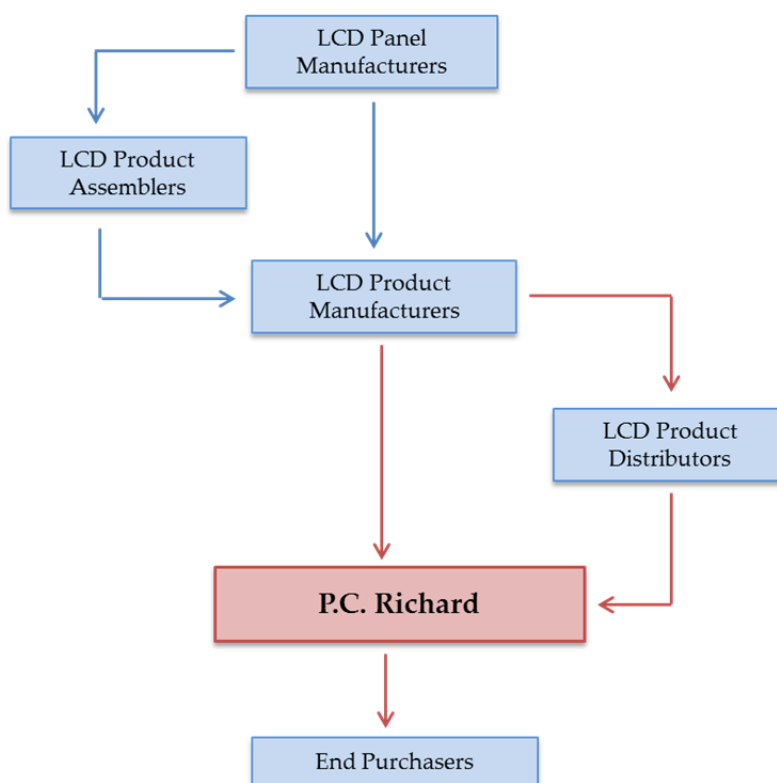 LCD Panel
Manufacturers
LCD Product
Assemblers
LCD Product
Manufacturers
LCD Product
Distributors
P.C. Richard
End Purchasers